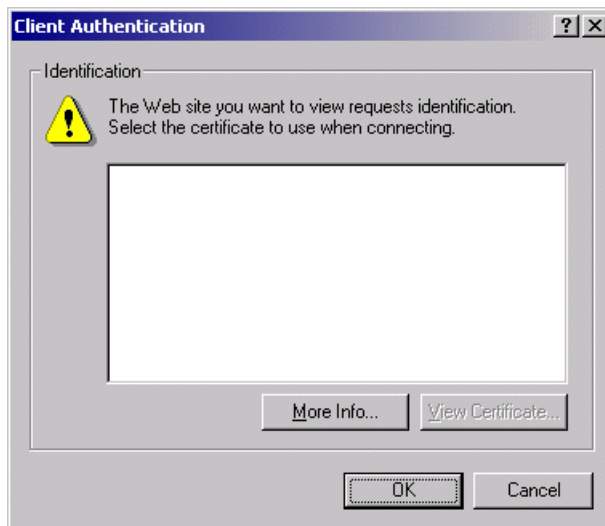 Client Authentication
Identification
The Web site you want to view requests identification.
Select the certificate to use when connecting.
More Info...
View Certificate...
OK
Cancel